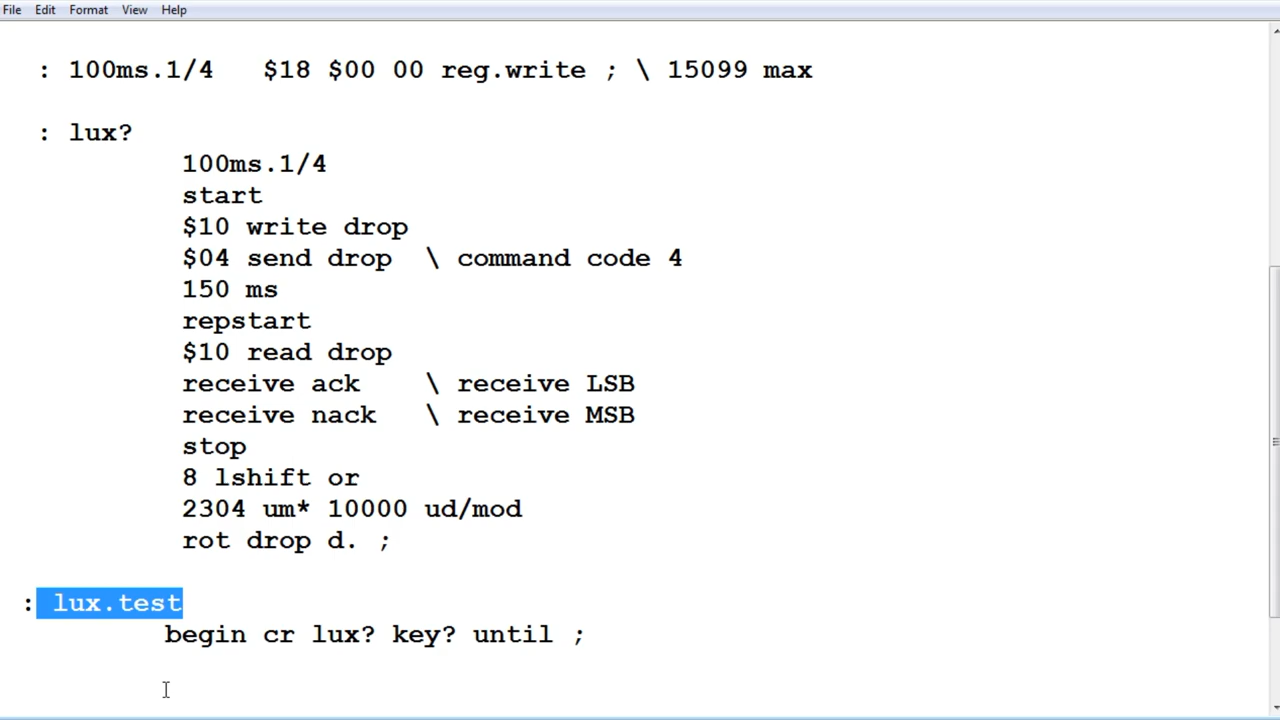 File Edit Format View Help
: 100ms.1/4 $18 $00 00 reg.write ; \ 15099 max
: lux?
100ms.1/4
start
$10 write drop
$04 send drop \ command code 4
150 ms
repstart
$10 read drop
receive ack \ receive LSB
receive nack \ receive MSB
stop
8 lshift or
2304 um* 10000 ud/mod
rot drop d. ;
: lux.test
begin cr lux? key? until ;